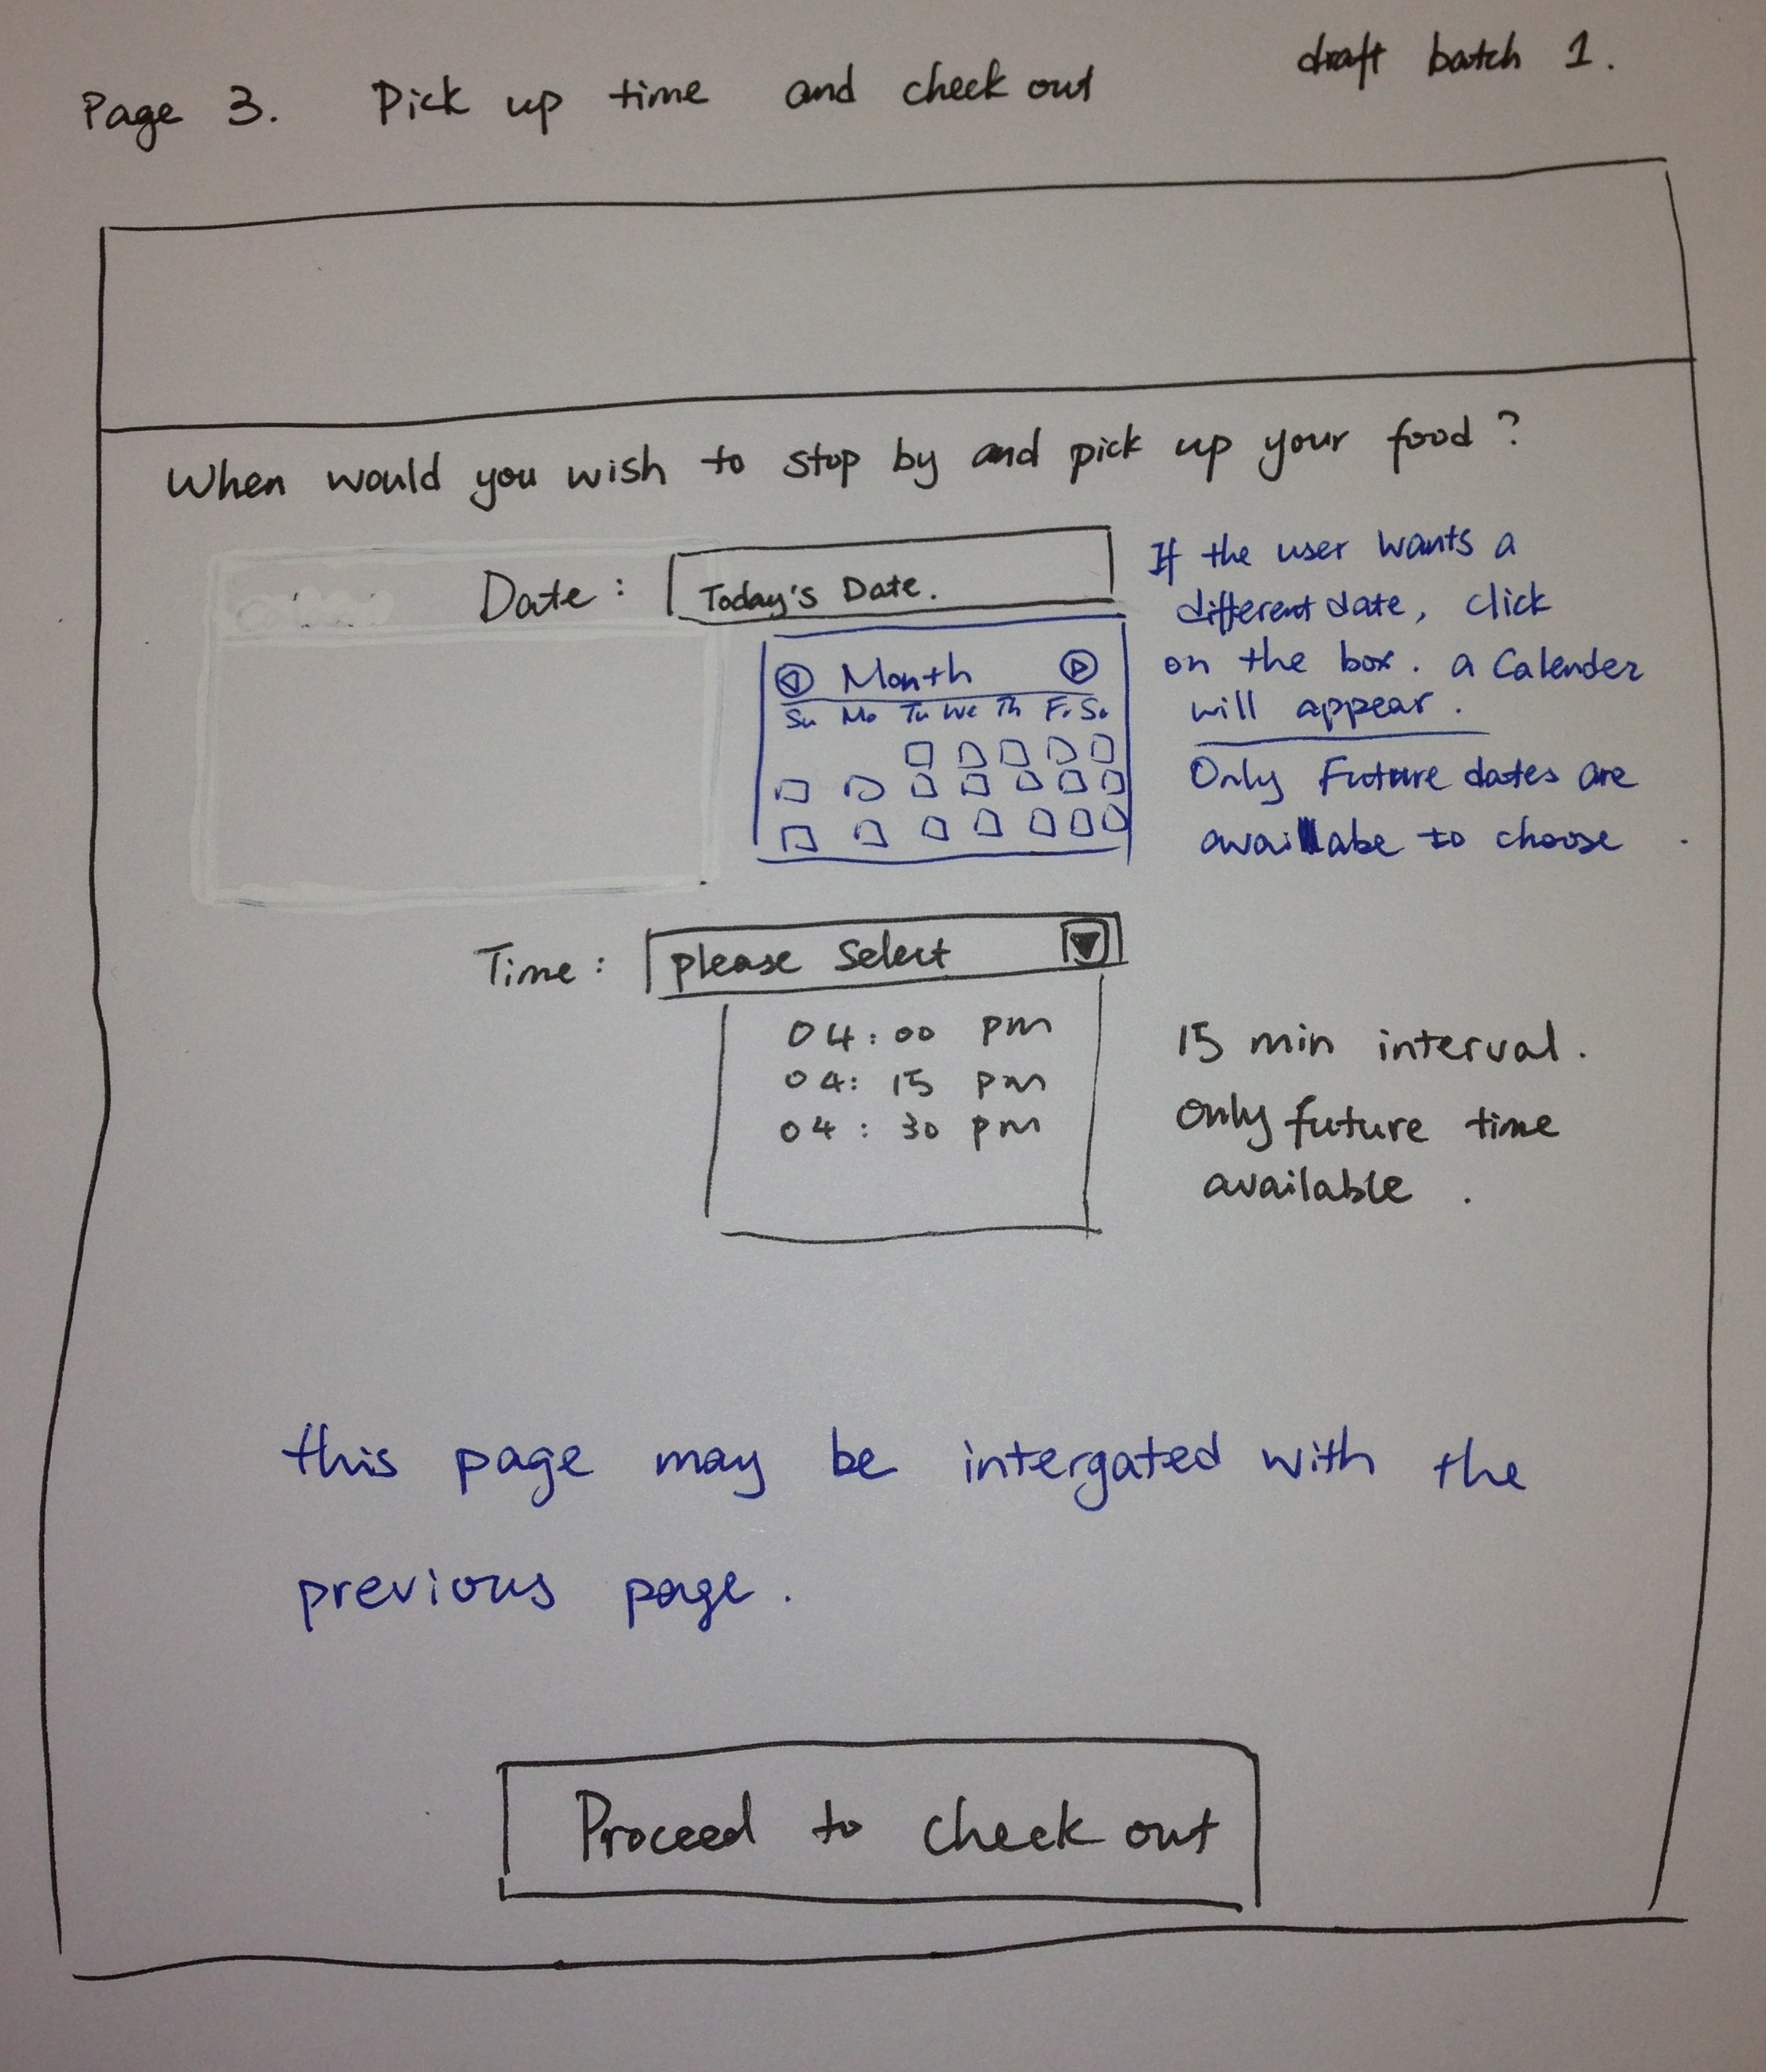 Page 3. Pick up time and check out
draft batch 1.
When would you wish to stop by and pick up your food?
Date: Today's Date.
If the user wants a
different date, click
on the box. a Calender
will appear.
Only Future dates are
availlabe to choose.
Month
Su Mo Tu We Th Fr Sa
Time: please Select
04:00 pm
04:15 pm
04:30 pm
15 min interval.
Only future time
available.
this page may be intergated with the
previous page.
Proceed to check out